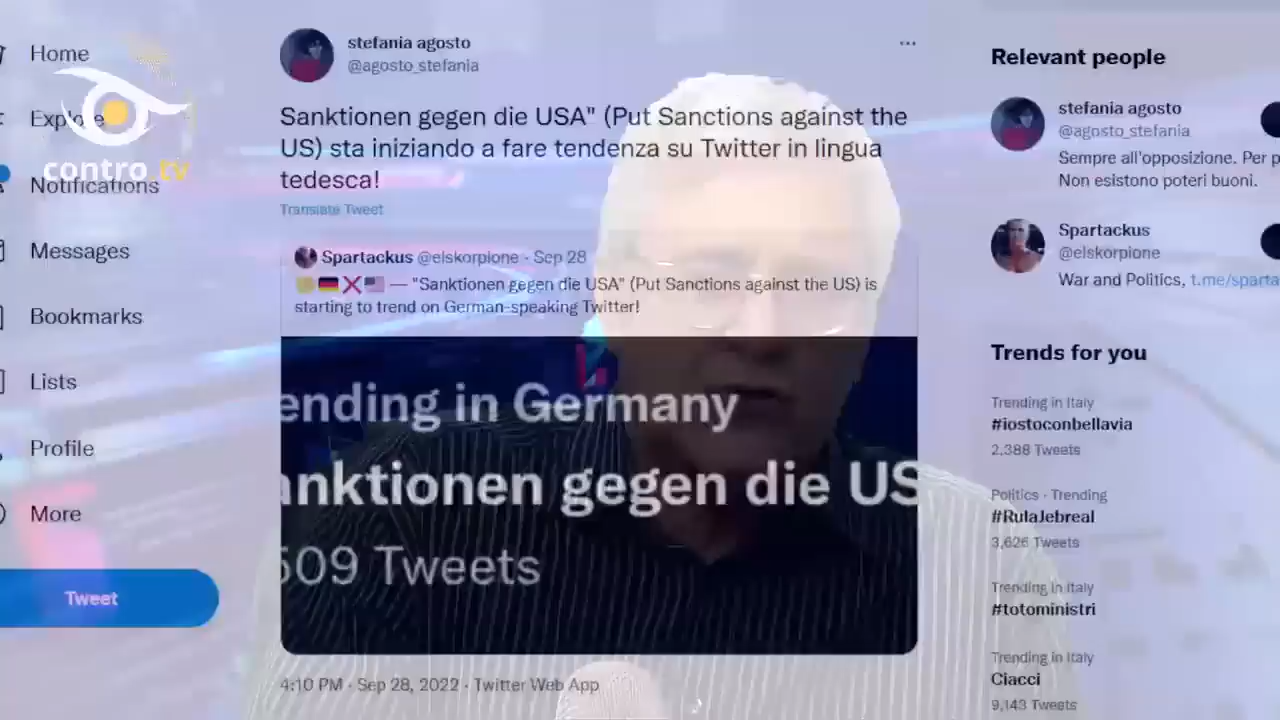 Home
Explore
contro.tv
Notifications
Messages
Bookmarks
Lists
Profile
More
Tweet
stefania agosto
@agosto_stefania
Sanktionen gegen die USA" (Put Sanctions against the
US) sta iniziando a fare tendenza su Twitter in lingua
tedesca!
Translate Tweet
Spartackus @elskorpione · Sep 28
— "Sanktionen gegen die USA" (Put Sanctions against the US) is
starting to trend on German-speaking Twitter!
ending in Germany
anktionen gegen die US
509 Tweets
4:10 PM · Sep 28, 2022 · Twitter Web App
Relevant people
stefania agosto
@agosto_stefania
Sempre all'opposizione. Per p
Non esistono poteri buoni.
Spartackus
@elskorpione
War and Politics, t.me/sparta
Trends for you
Trending in Italy
#iostoconbellavia
2,388 Tweets
Politics · Trending
#RulaJebreal
3,626 Tweets
Trending in Italy
#totoministri
Trending in Italy
Ciacci
9,143 Tweets